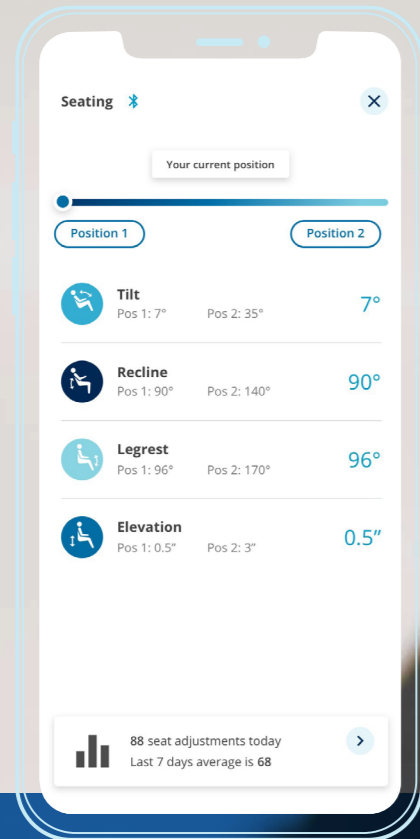 Seating
Your current position
Position 1 Position 2
Tilt
Pos 1: 7° Pos 2: 35° 7°
Recline
Pos 1: 90° Pos 2: 140° 90°
Legrest
Pos 1: 96° Pos 2: 170° 96°
Elevation
Pos 1: 0.5” Pos 2: 3” 0.5”
88 seat adjustments today
Last 7 days average is 68